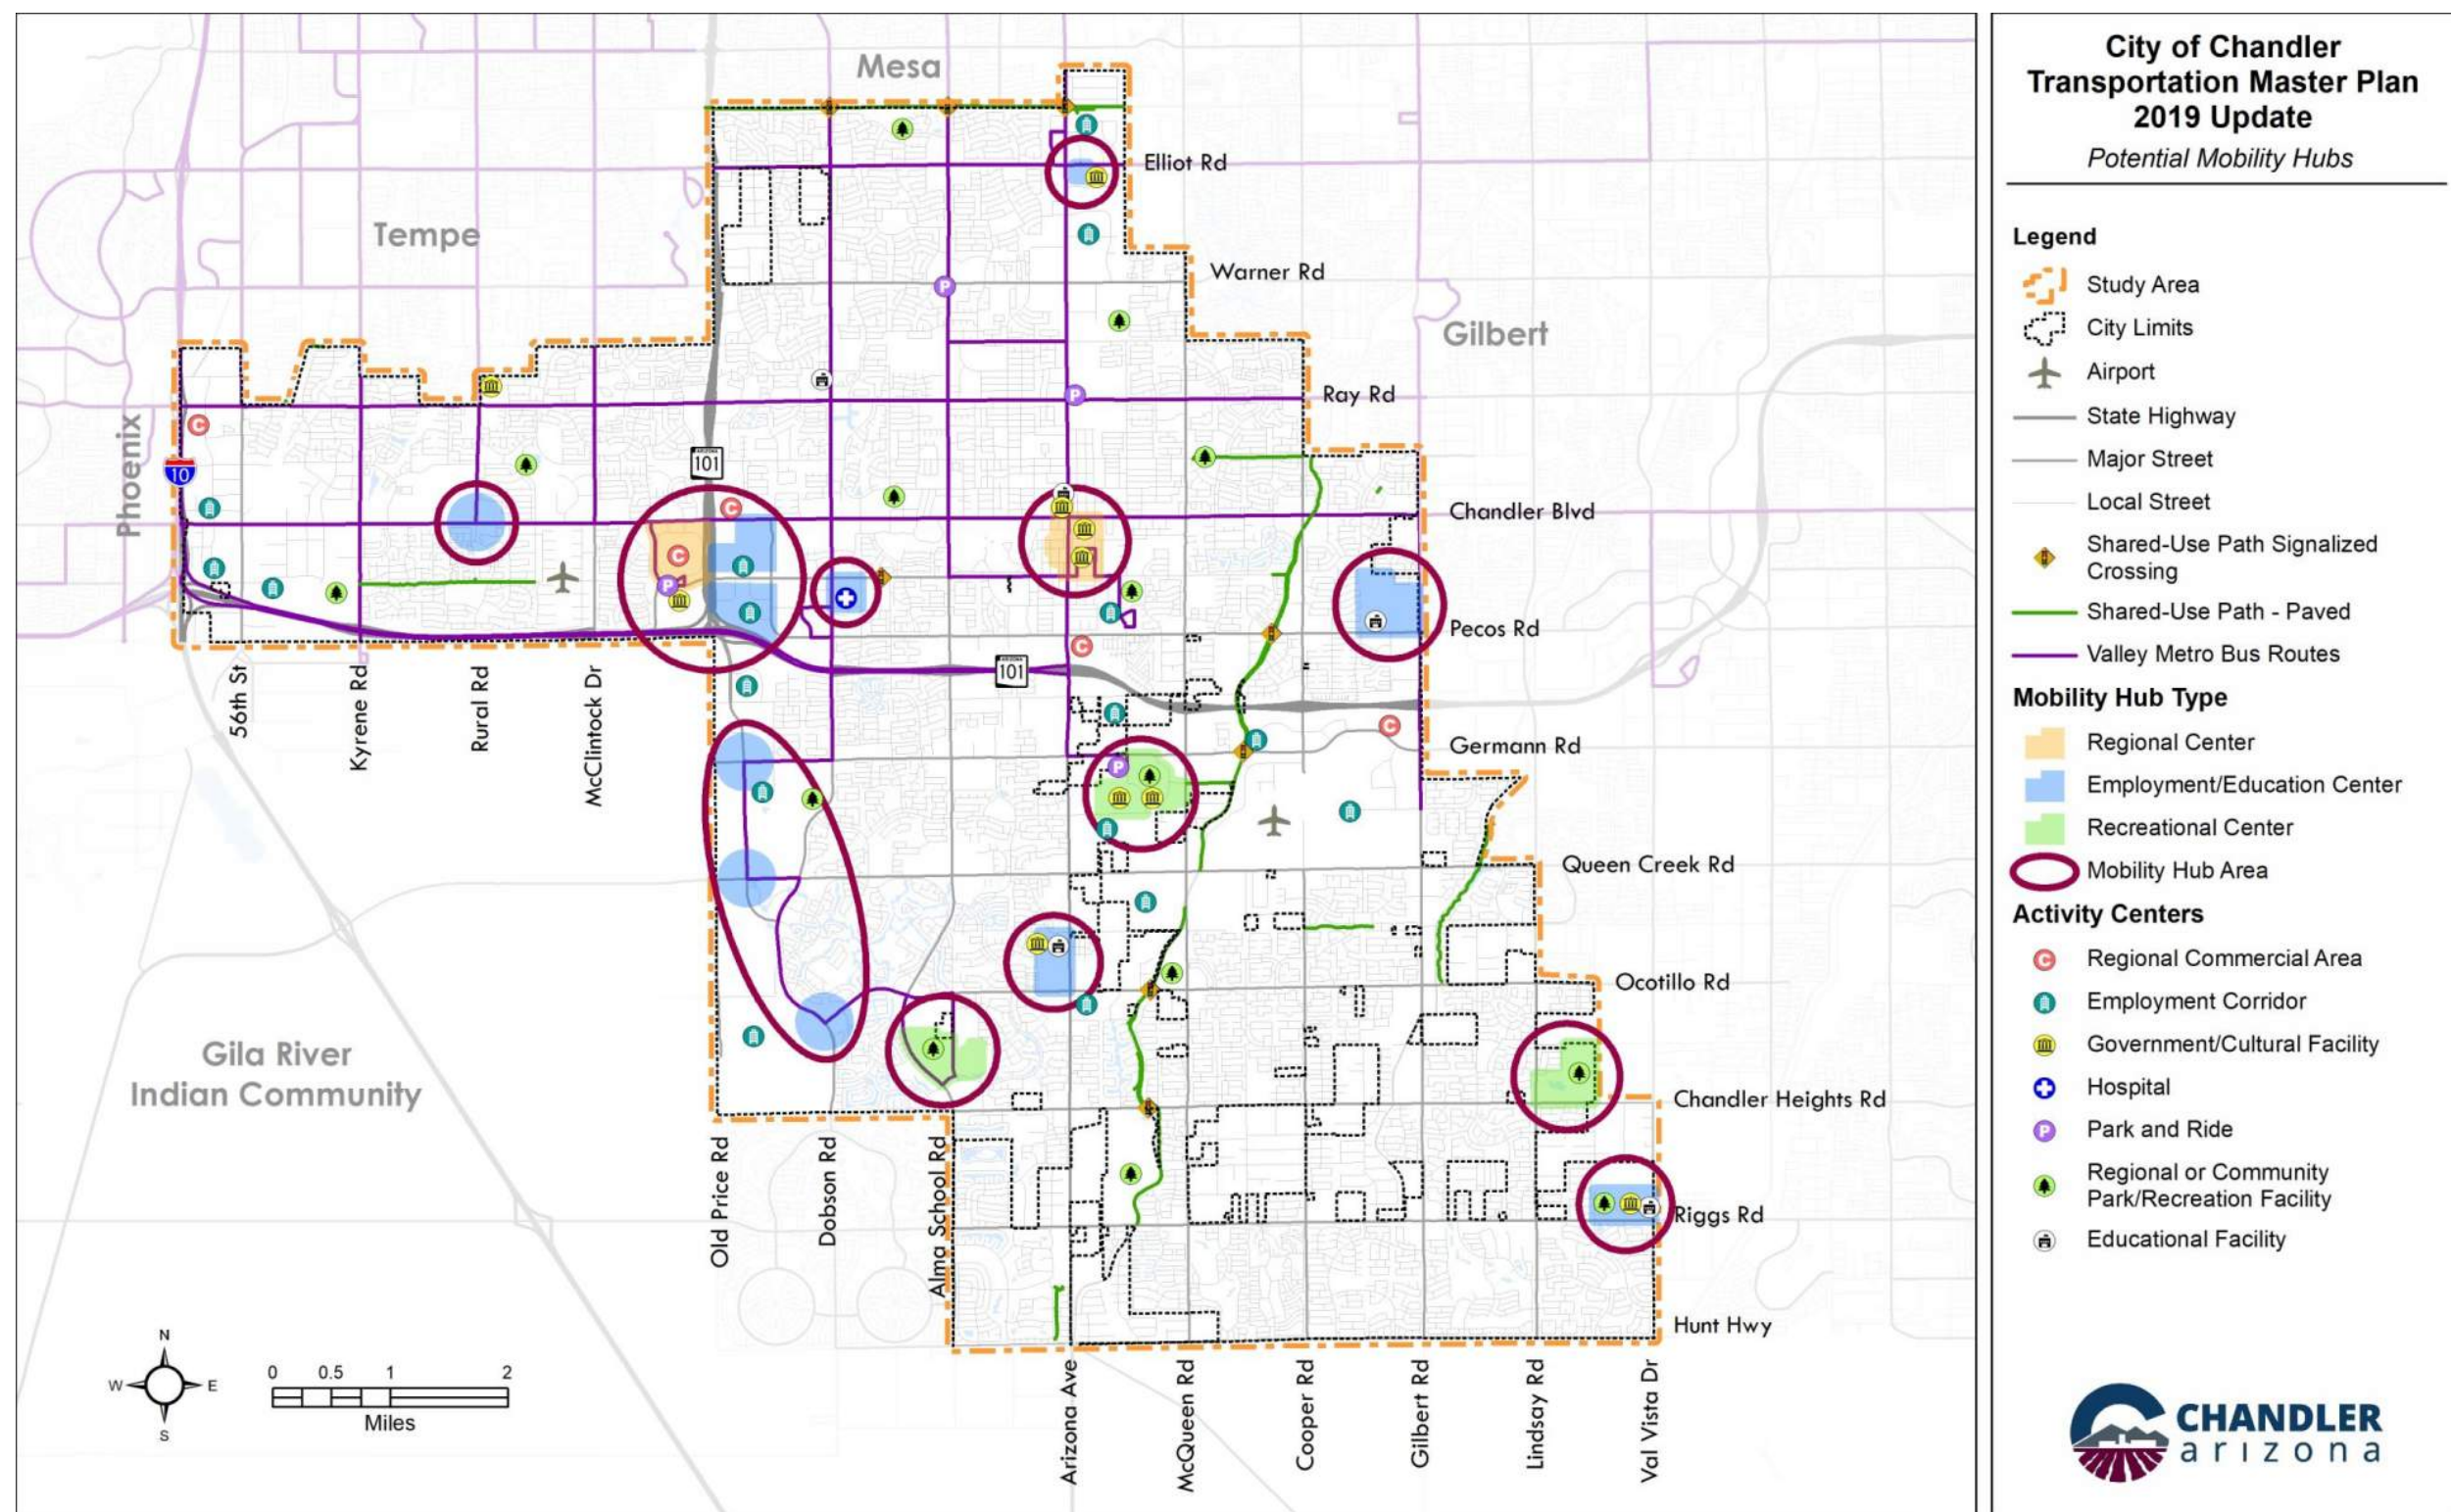 Mesa
Elliot Rd
Tempe
Warner Rd
P
Gilbert
Ray Rd
P
C
Phoenix
ARIZONA
101
10
C
Chandler Blvd
C
P
Pecos Rd
C
ARIZONA
101
56th St
Kyrene Rd
Rural Rd
McClintock Dr
C
Germann Rd
P
Queen Creek Rd
Ocotillo Rd
Gila River
Indian Community
Chandler Heights Rd
Old Price Rd
Dobson Rd
Alma School Rd
Riggs Rd
Hunt Hwy
Arizona Ave
McQueen Rd
Cooper Rd
Gilbert Rd
Lindsay Rd
Val Vista Dr
N
W
E
S
0 0.5 1 2
Miles
City of Chandler
Transportation Master Plan
2019 Update
Potential Mobility Hubs
Legend
Study Area
City Limits
Airport
State Highway
Major Street
Local Street
Shared-Use Path Signalized
Crossing
Shared-Use Path - Paved
Valley Metro Bus Routes
Mobility Hub Type
Regional Center
Employment/Education Center
Recreational Center
Mobility Hub Area
Activity Centers
C Regional Commercial Area
Employment Corridor
Government/Cultural Facility
Hospital
P Park and Ride
Regional or Community
Park/Recreation Facility
Educational Facility
CHANDLER
arizona